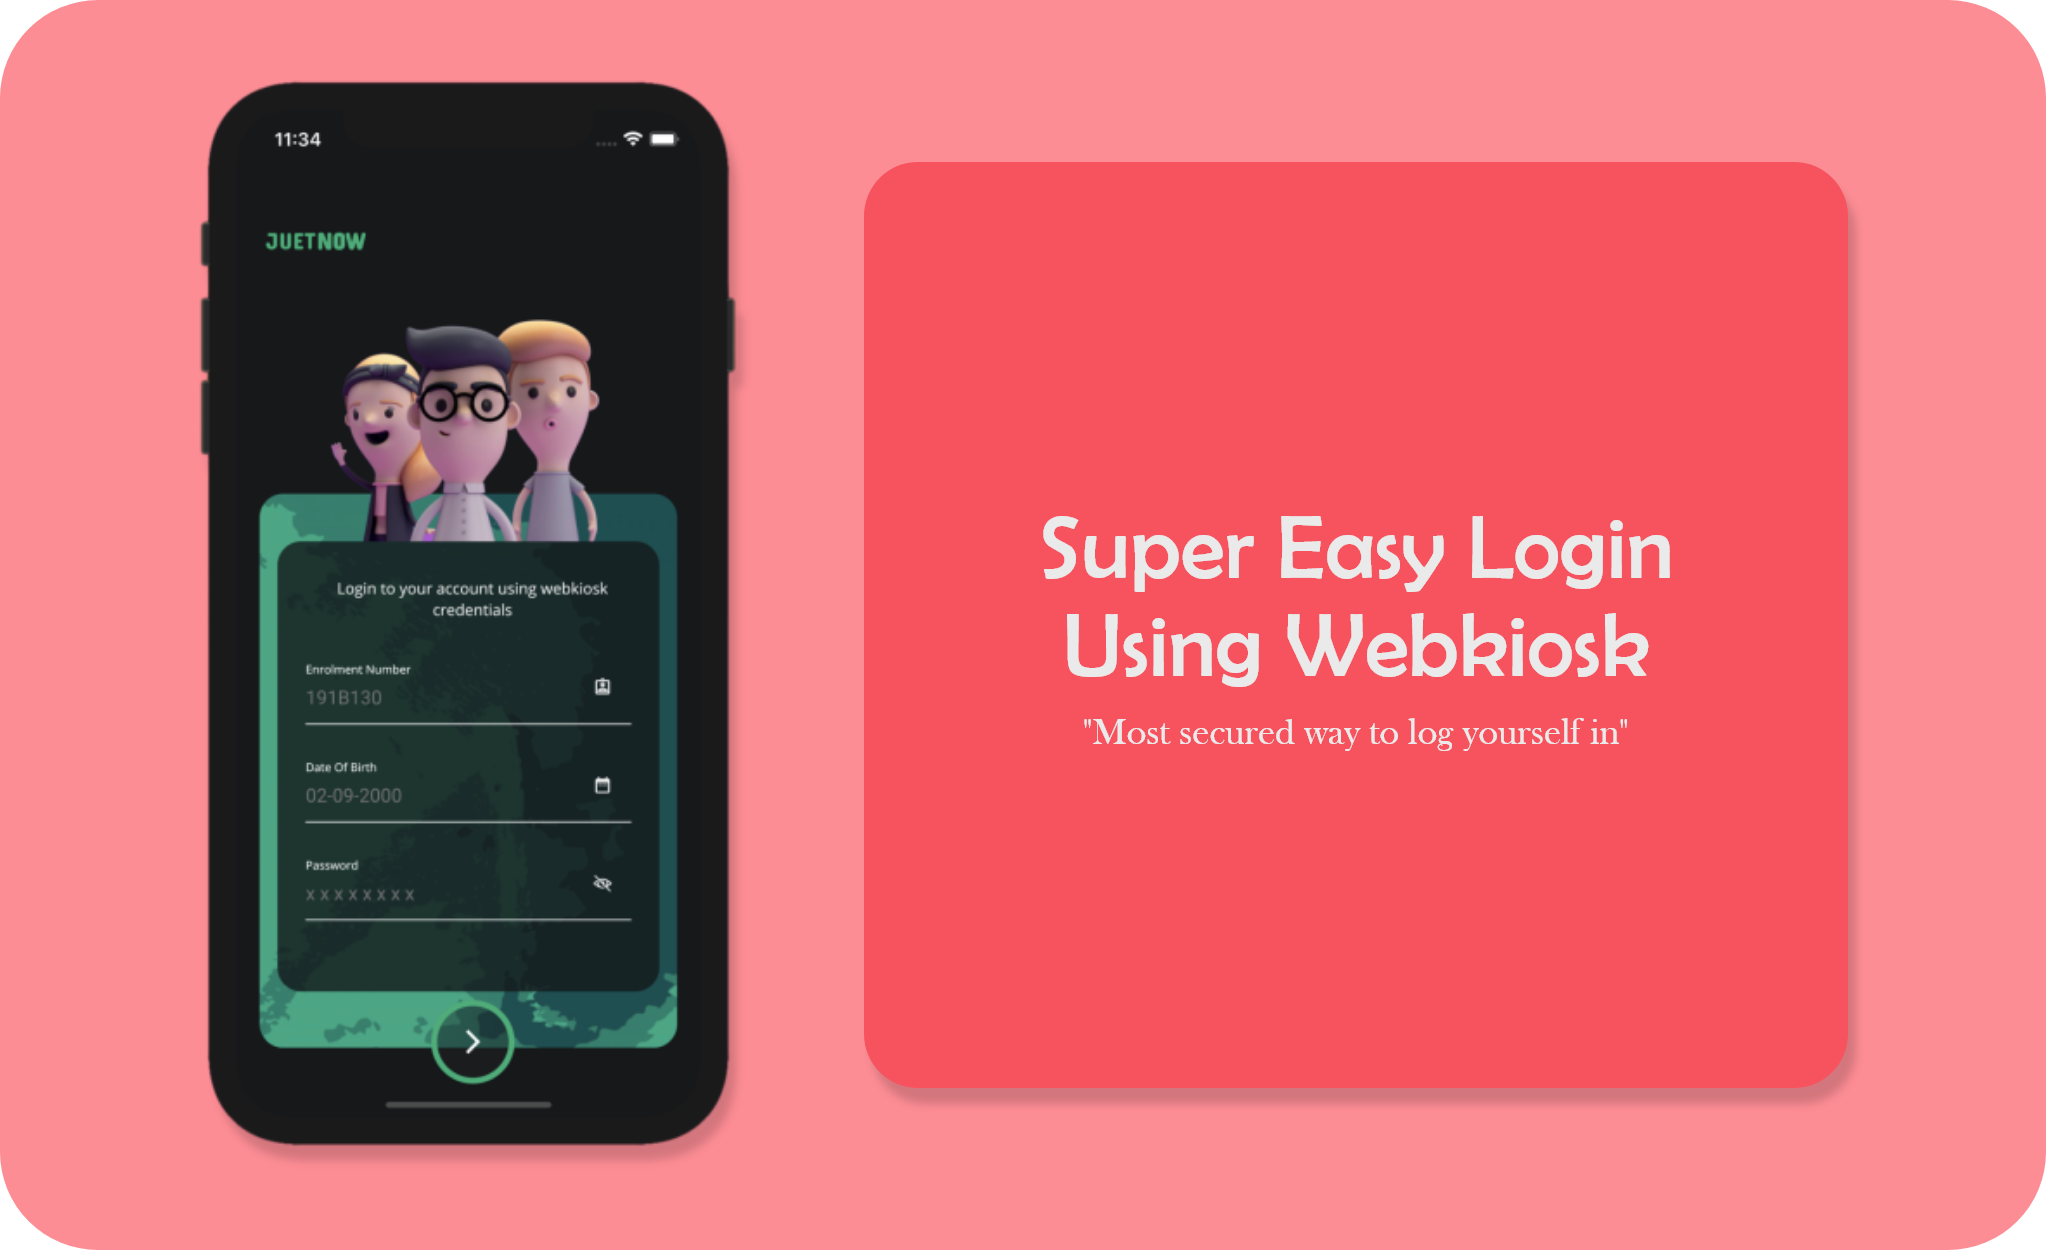 11:34
JUETNOW
Login to your account using webkiosk
credentials
Enrolment Number
191B130
Date Of Birth
02-09-2000
Password
x x x x x x x x
Super Easy Login
Using Webkiosk
"Most secured way to log yourself in"